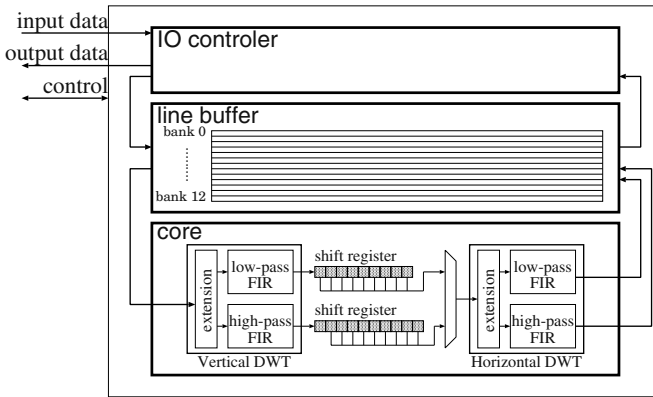 input data
output data
control
IO controler
line buffer
bank 0
bank 12
core
extension
low-pass
FIR
high-pass
FIR
Vertical DWT
shift register
shift register
extension
low-pass
FIR
high-pass
FIR
Horizontal DWT